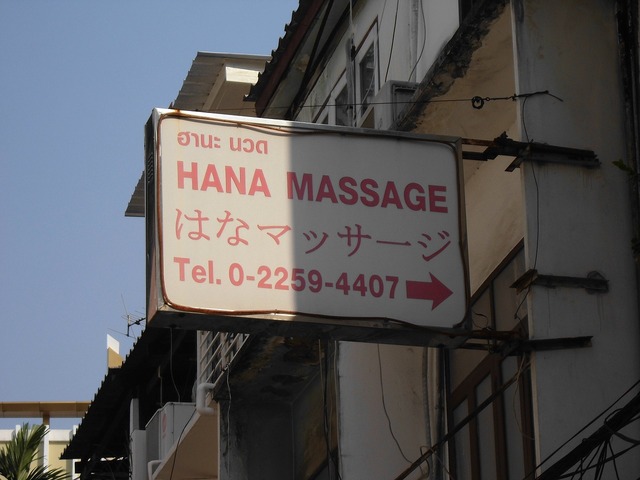 ฮานะ นวด
HANA MASSAGE
はなマッサージ
Tel. 0-2259-4407